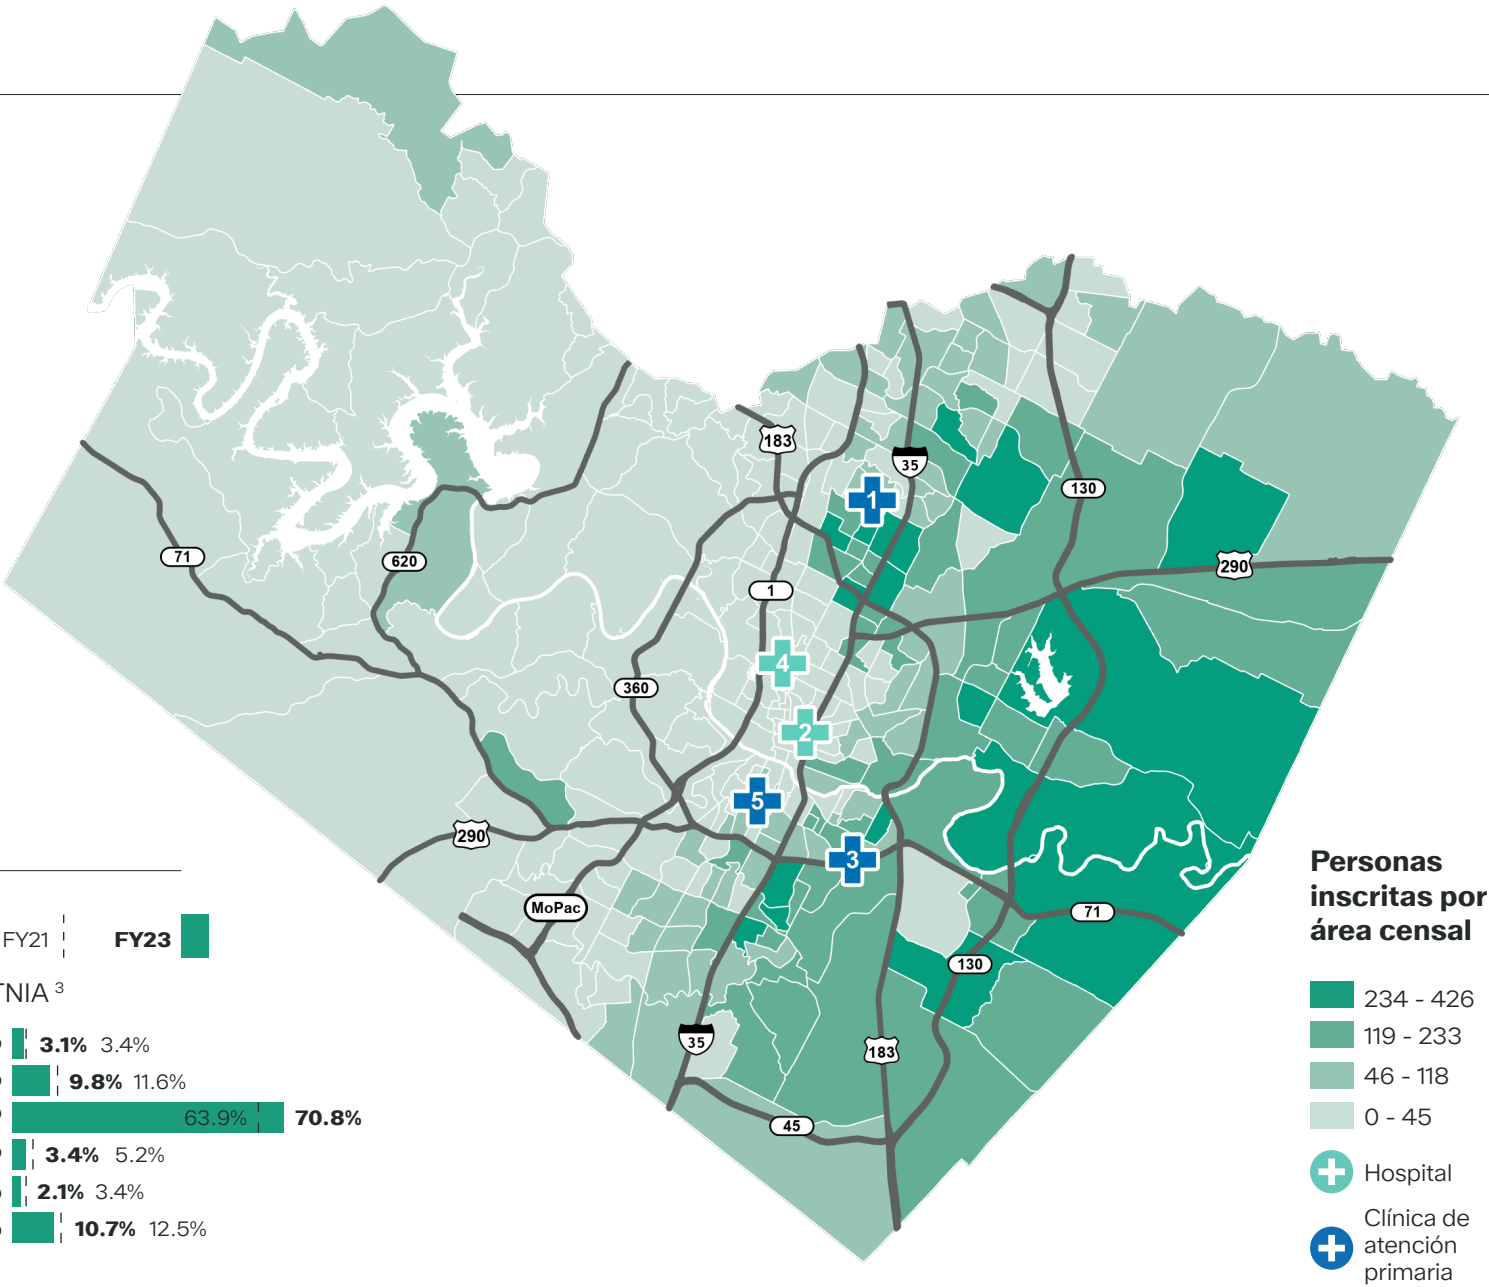 183
35
1
130
290
71
620
1
4
360
2
5
290
3
MoPac
71
130
35
183
45
FY21
FY23
3
3.1% 3.4%
9.8% 11.6%
63.9% 70.8%
3.4% 5.2%
2.1% 3.4%
10.7% 12.5%
Personas
inscritas por
área censal
234 - 426
119 - 233
46 - 118
0 - 45
Hospital
Clínica de
atención
primaria